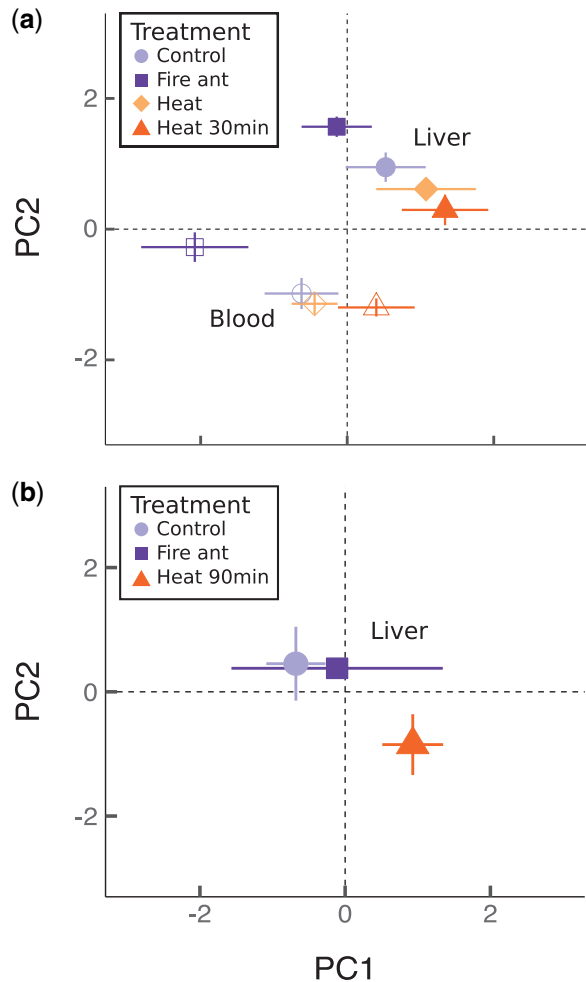 (a)
Treatment
Control
Fire ant
Heat
Heat 30min
Liver
Blood
2
0
-2
PC2
(b)
Treatment
Control
Fire ant
Heat 90min
Liver
2
0
-2
PC2
-2 0 2
PC1